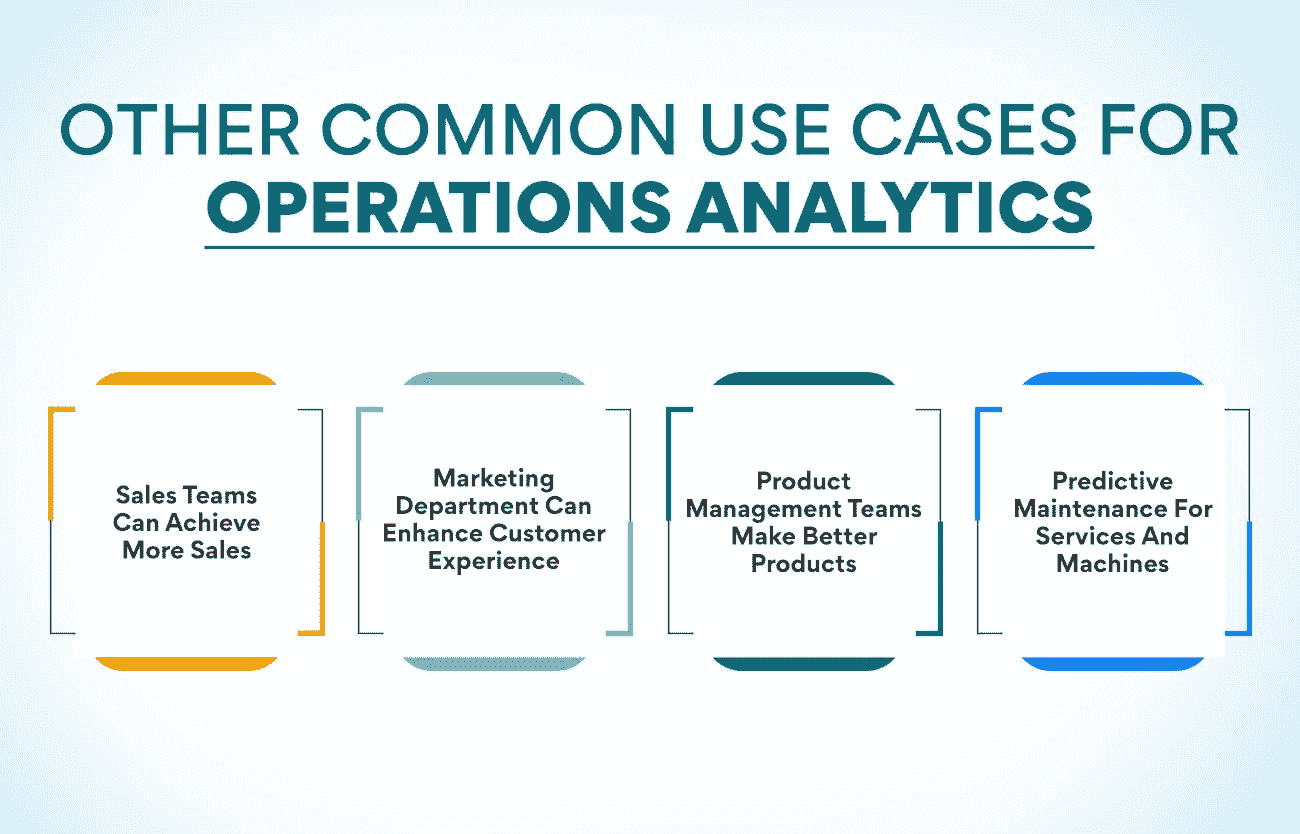 OTHER COMMON USE CASES FOR
OPERATIONS ANALYTICS
Sales Teams
Can Achieve
More Sales
Marketing
Department Can
Enhance Customer
Experience
Product
Management Teams
Make Better
Products
Predictive
Maintenance For
Services And
Machines